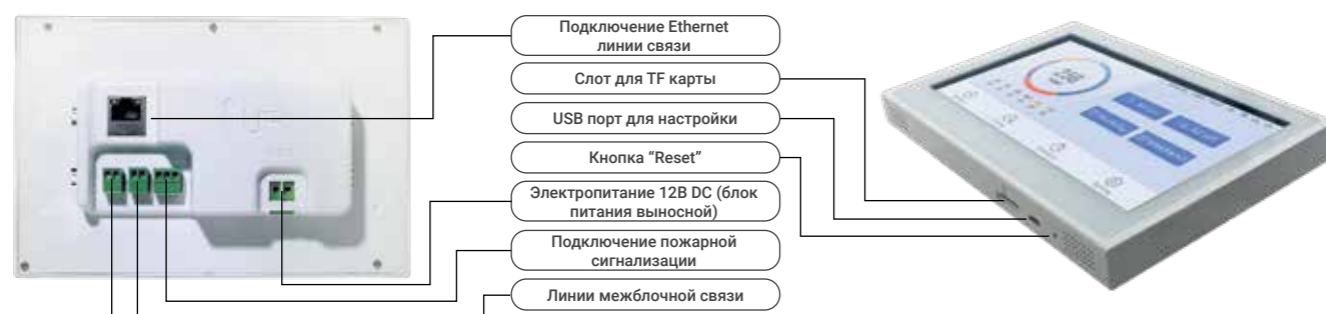 Подключение Ethernet
линии связи
Слот для TF карты
USB порт для настройки
Кнопка “Reset”
Электропитание 12В DC (блок
питания выносной)
Подключение пожарной
сигнализации
Линии межблочной связи